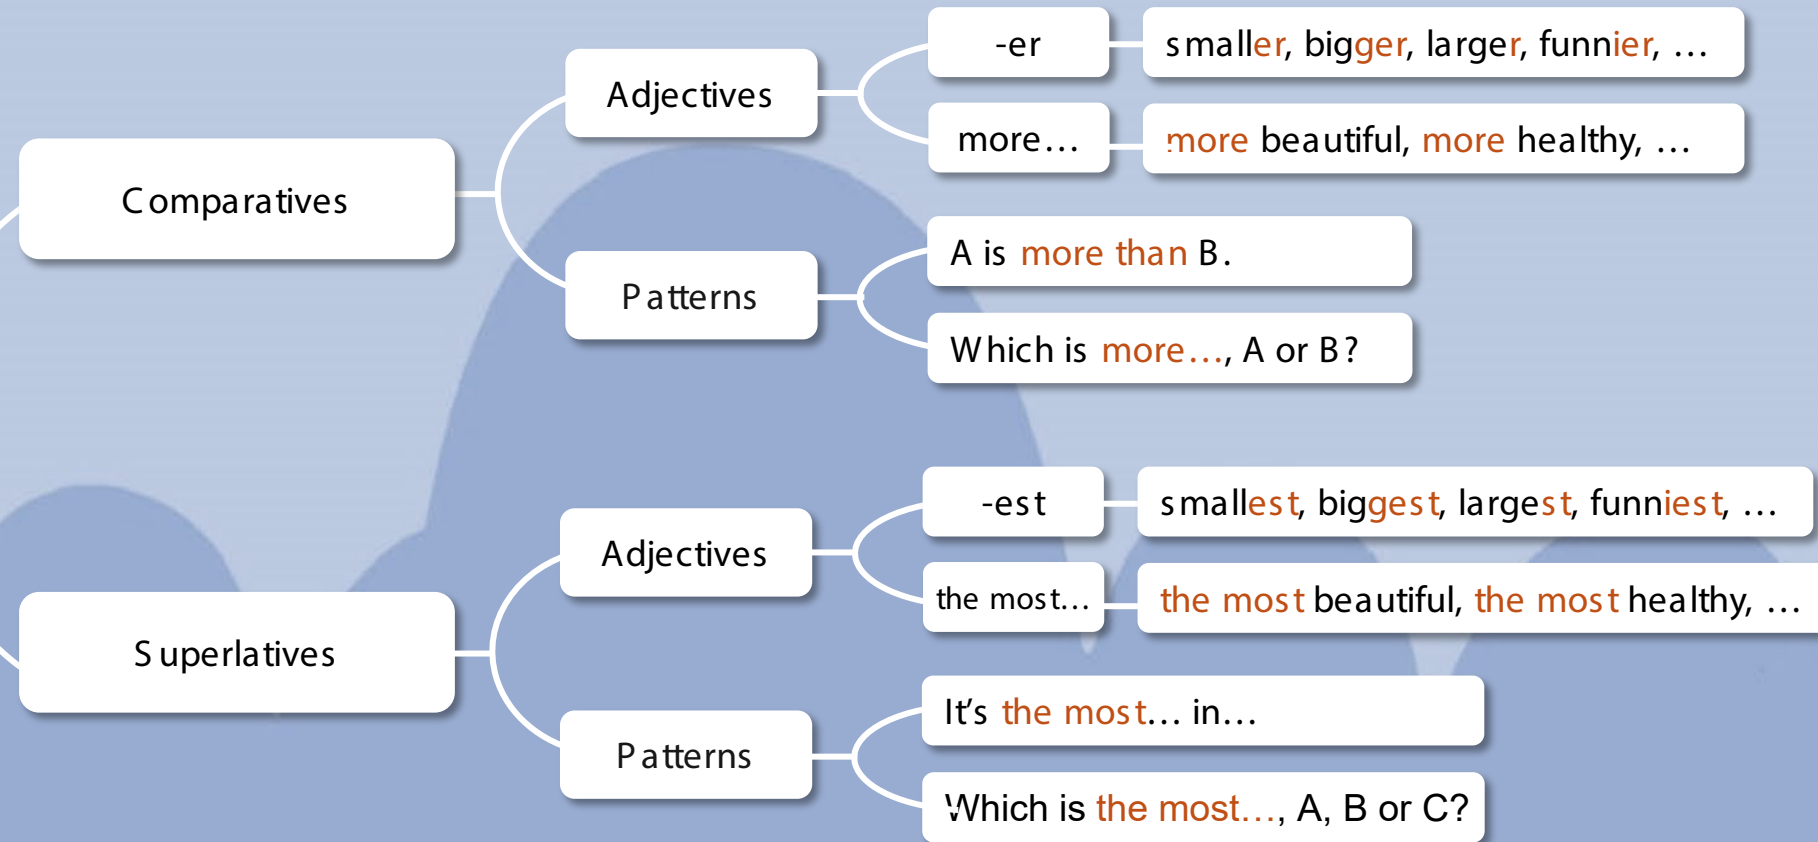 Comparatives
Adjectives
-er
smaller, bigger, larger, funnier, …
more…
more beautiful, more healthy, …
Patterns
A is more than B.
Which is more…, A or B?
Superlatives
Adjectives
-est
smallest, biggest, largest, funniest, …
the most…
the most beautiful, the most healthy, …
Patterns
It's the most… in…
Which is the most…, A, B or C?